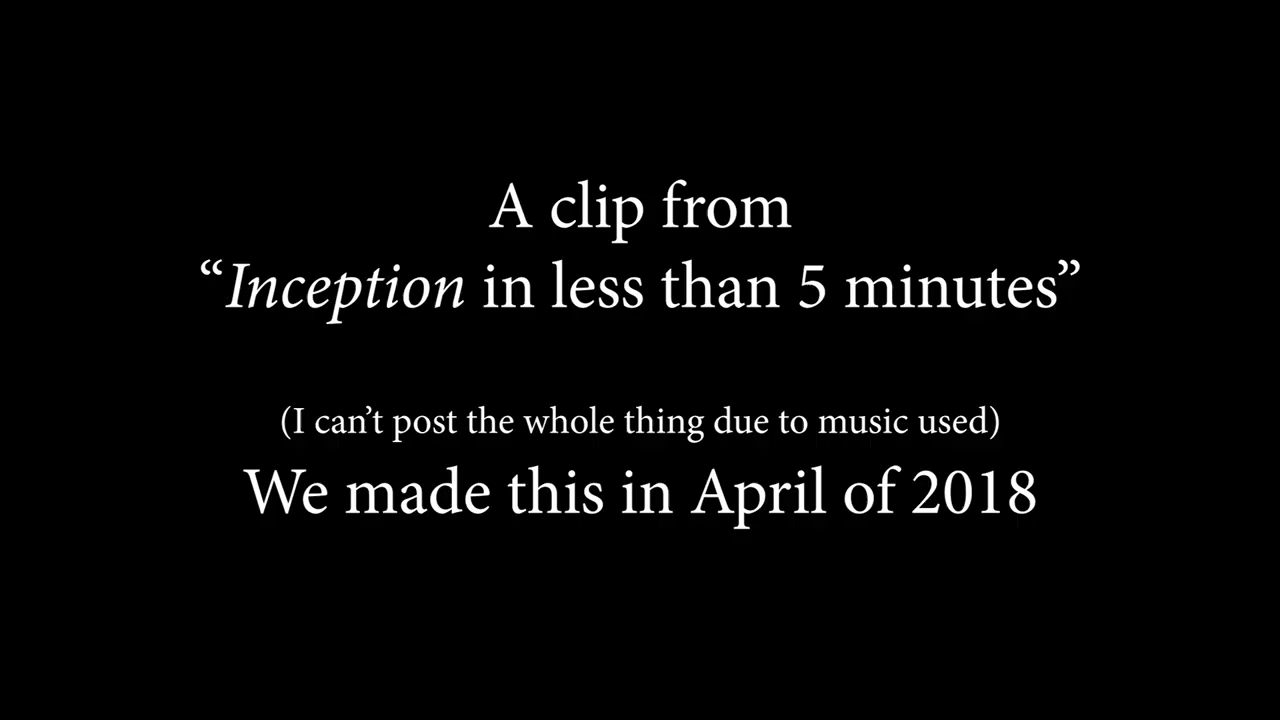 A clip from
“Inception in less than 5 minutes”
(I can’t post the whole thing due to music used)
We made this in April of 2018